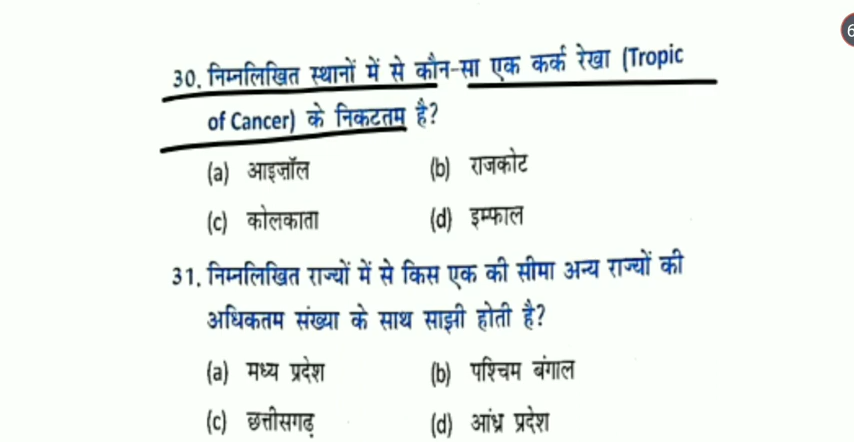 6
30. निम्नलिखित स्थानों में से कौन-सा एक कर्क रेखा (Tropic
of Cancer) के निकटतम है?
(a) आइज़ॉल (b) राजकोट
(c) कोलकाता (d) इम्फाल
31. निम्नलिखित राज्यों में से किस एक की सीमा अन्य राज्यों की
अधिकतम संख्या के साथ साझी होती है?
(a) मध्य प्रदेश (b) पश्चिम बंगाल
(c) छत्तीसगढ़ (d) आंध्र प्रदेश